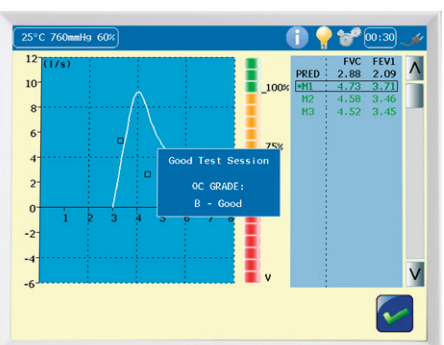 25°C 760mmHg 60%
00:30
12 (l/s)
10
8
6
4
2
0
-2
-4
-6
1 2 3 4 5 6 7 8
_100%
75%
V
Good Test Session
QC GRADE:
B - Good
FVC FEV1
PRED 2.88 2.09
*M1 4.73 3.71
M2 4.58 3.46
M3 4.52 3.45